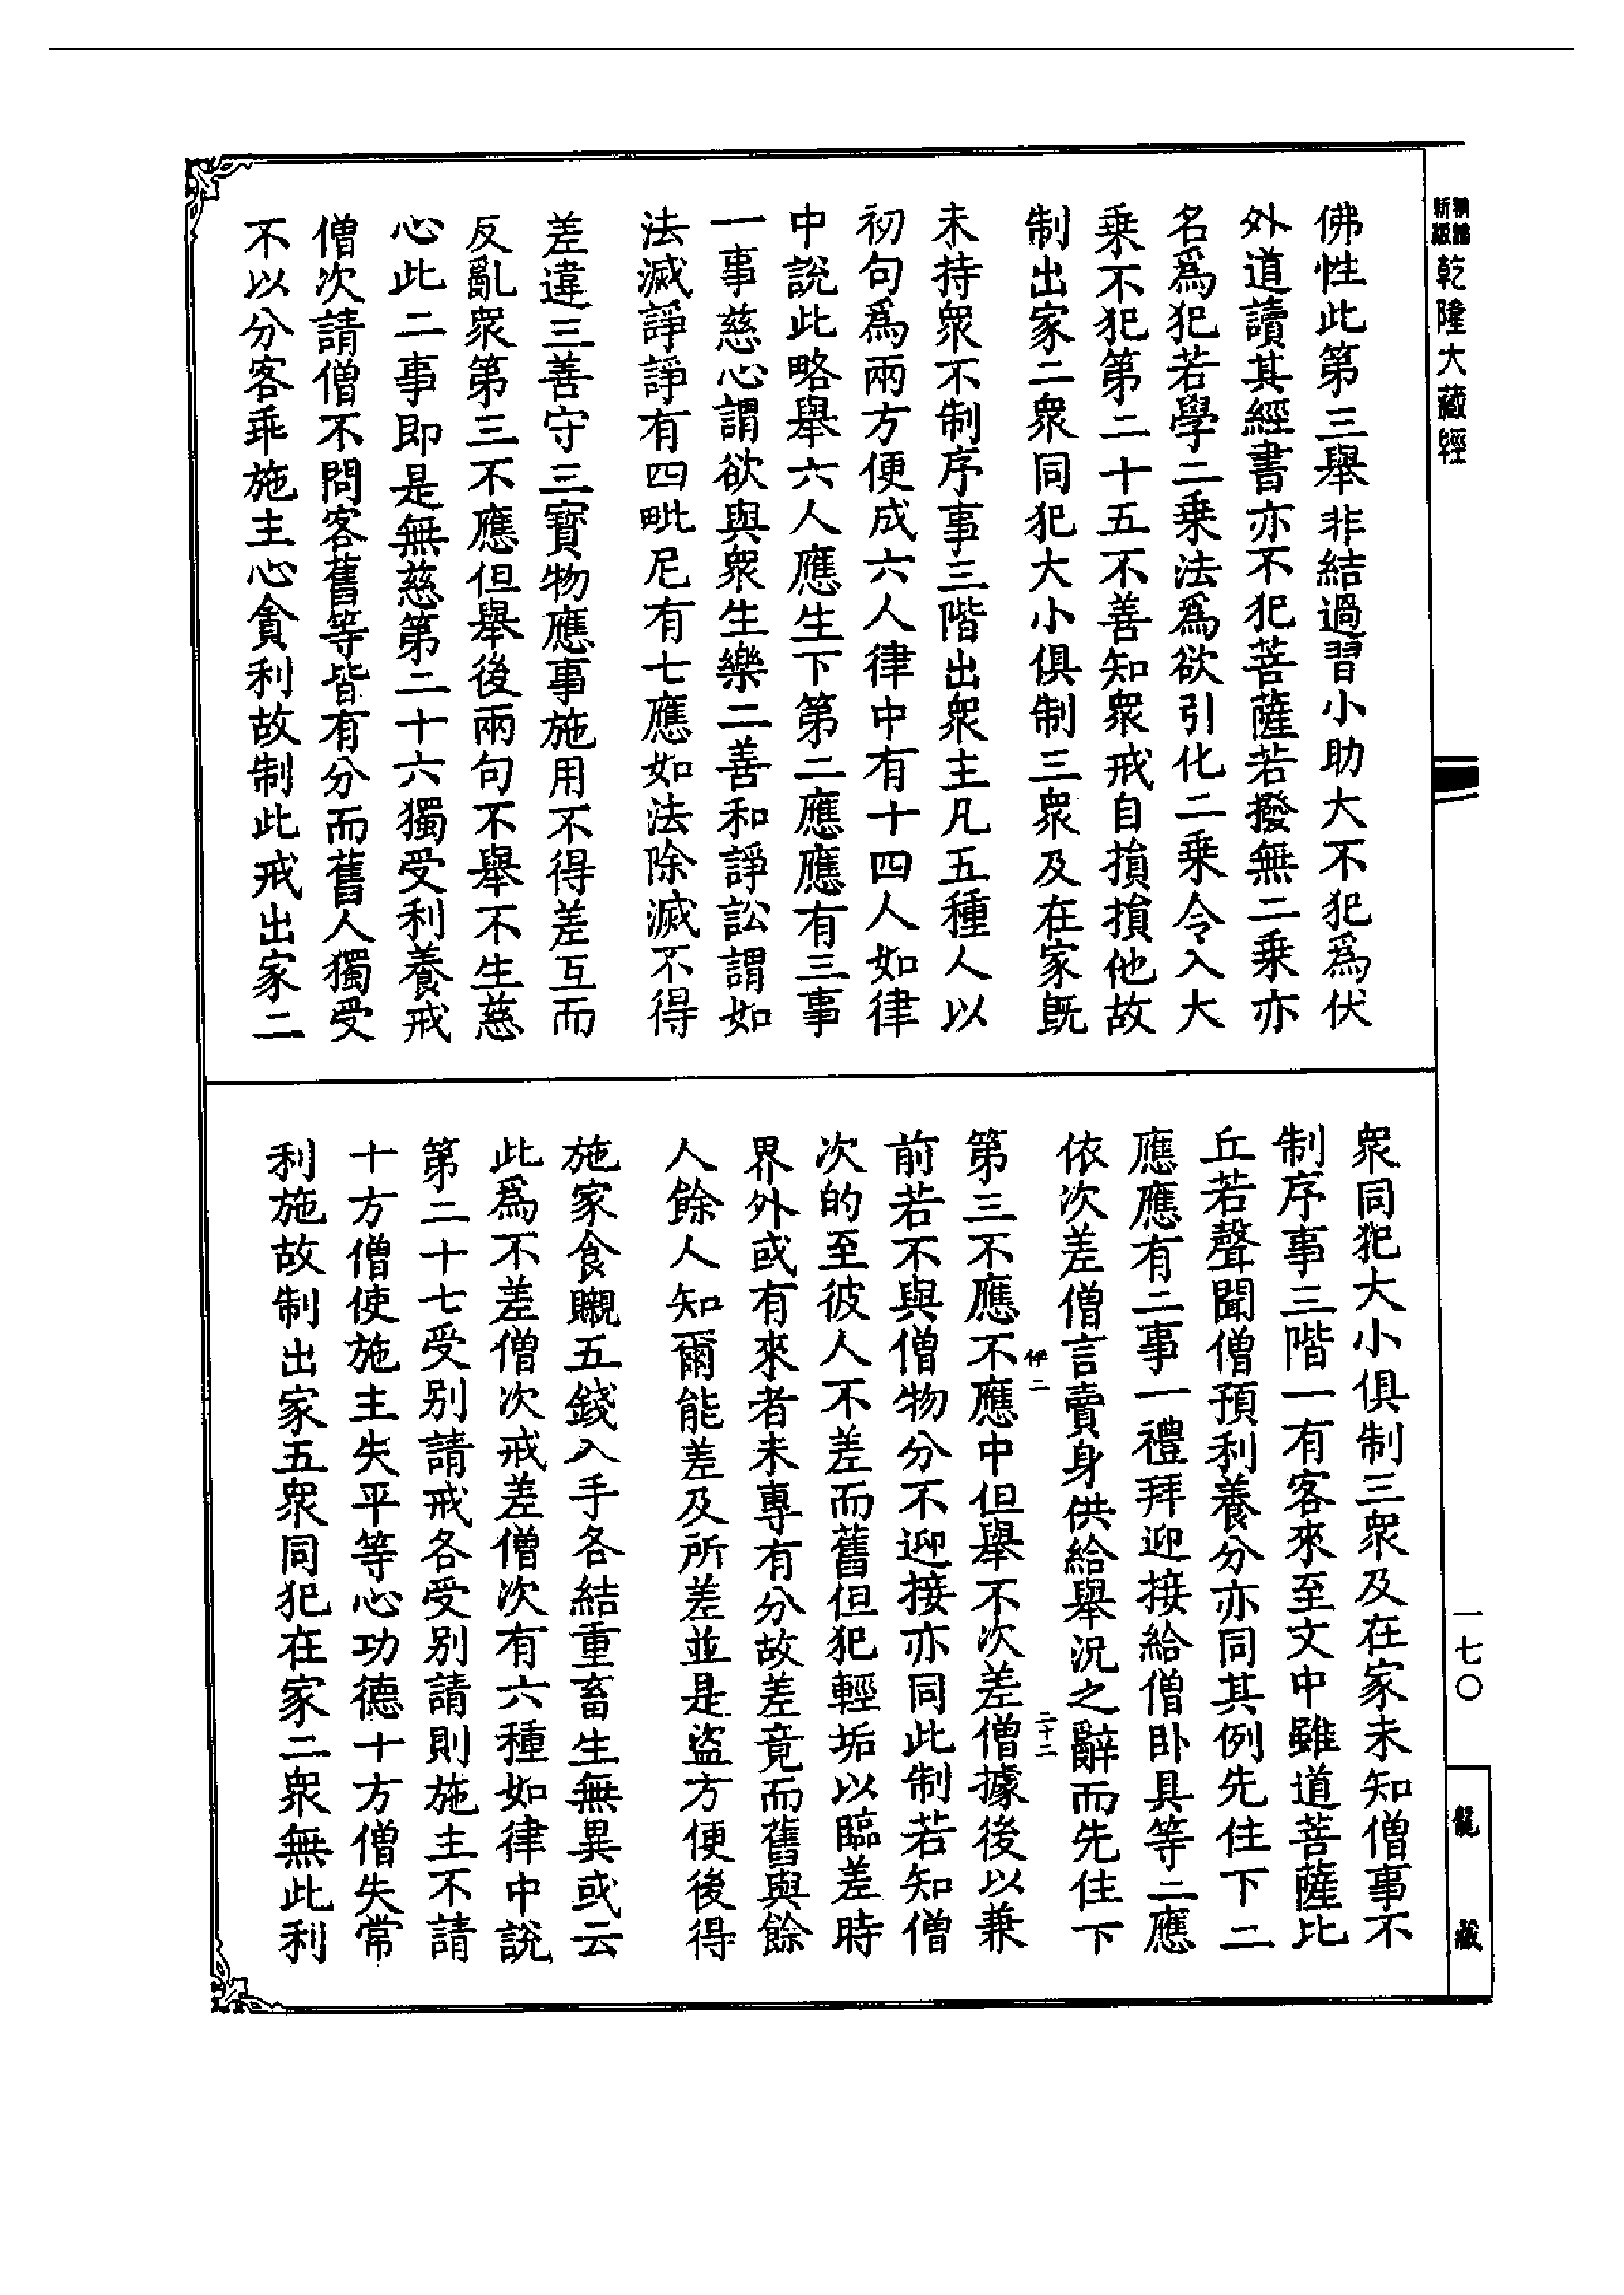 新編縮版乾隆大藏經
佛性此第三舉非結過習小助大不犯爲伏
外道讀其經書亦不犯菩薩若撥無二乗亦
名爲犯若學二乗法爲欲引化二乗令入大
乗不犯第二十五不善知衆戒自損損他故
制出家二衆同犯大小俱制三衆及在家既
未持衆不制序事三階出衆主凡五種人以
初句爲兩方便成六人律中有十四人如律
中說此略舉六人應生下第二應應有三事
一事慈心謂欲與衆生樂二善和諍訟謂如
法滅諍諍有四毗尼有七應如法除滅不得
差違三善守三寳物應事施用不得差互而
反亂衆第三不應但舉後兩句不舉不生慈
心此二事即是無慈第二十六獨受利養戒
僧次請僧不問客舊等皆有分而舊人獨受
不以分客乖施主心貪利故制此戒出家二
衆同犯大小俱制三衆及在家未知僧事不
制序事三階一有客來至文中雖道菩薩比
丘若聲聞僧預利養分亦同其例先住下二
應應有二事一禮拜迎接給僧卧具等二應
依次差僧言賣身供給舉況之辭而先住下
伊二
二十二
第三不應不應中但舉不次差僧據後以兼
前若不與僧物分不迎接亦同此制若知僧
次的至彼人不差而舊但犯輕垢以臨差時
界外或有來者未專有分故差竟而舊與餘
人餘人知爾能差及所差並是盜方便後得
施家食嚫五錢入手各結重畜生無異或云
此爲不差僧次戒差僧次有六種如律中說
第二十七受别請戒各受别請則施主不請
十方僧使施主失平等心功德十方僧失常
利施故制出家五衆同犯在家二衆無此利
一七〇
龍藏